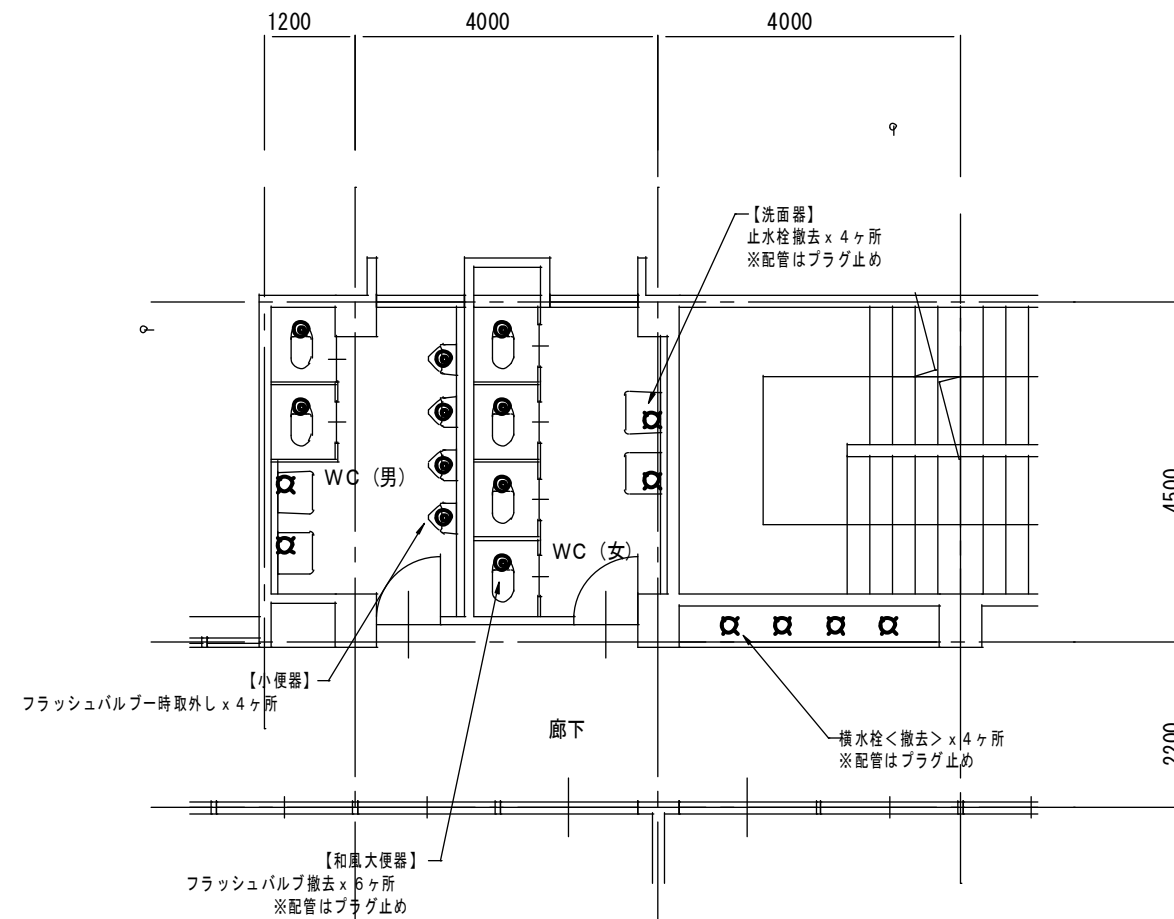 1200
4000
4000
【洗面器】
止水栓撤去x4ヶ所
※配管はプラグ止め
WC(男)
WC(女)
4500
【小便器】
フラッシュバルブ一時取外しx4ヶ所
廊下
横水栓<撤去>x4ヶ所
※配管はプラグ止め
2200
【和風大便器】
フラッシュバルブ撤去x6ヶ所
※配管はプラグ止め